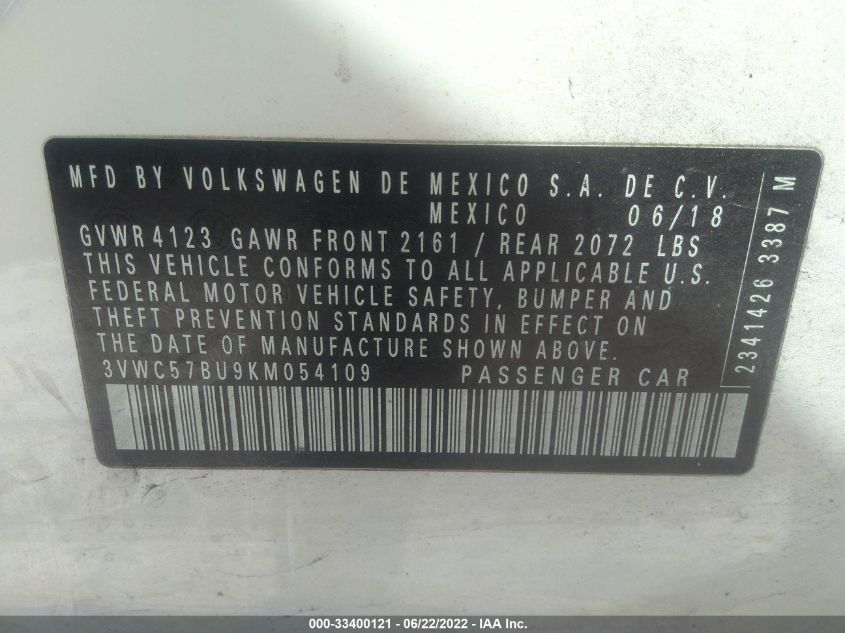 MFD BY VOLKSWAGEN DE MEXICO S.A. DE C.V.
MEXICO 06/18
GVWR 4123 GAWR FRONT 2161 / REAR 2072 LBS
THIS VEHICLE CONFORMS TO ALL APPLICABLE U.S.
FEDERAL MOTOR VEHICLE SAFETY, BUMPER AND
THEFT PREVENTION STANDARDS IN EFFECT ON
THE DATE OF MANUFACTURE SHOWN ABOVE.
3VWC57BU9KM054109 PASSENGER CAR
2341426 3387 M
000-33400121 - 06/22/2022 - IAA Inc.